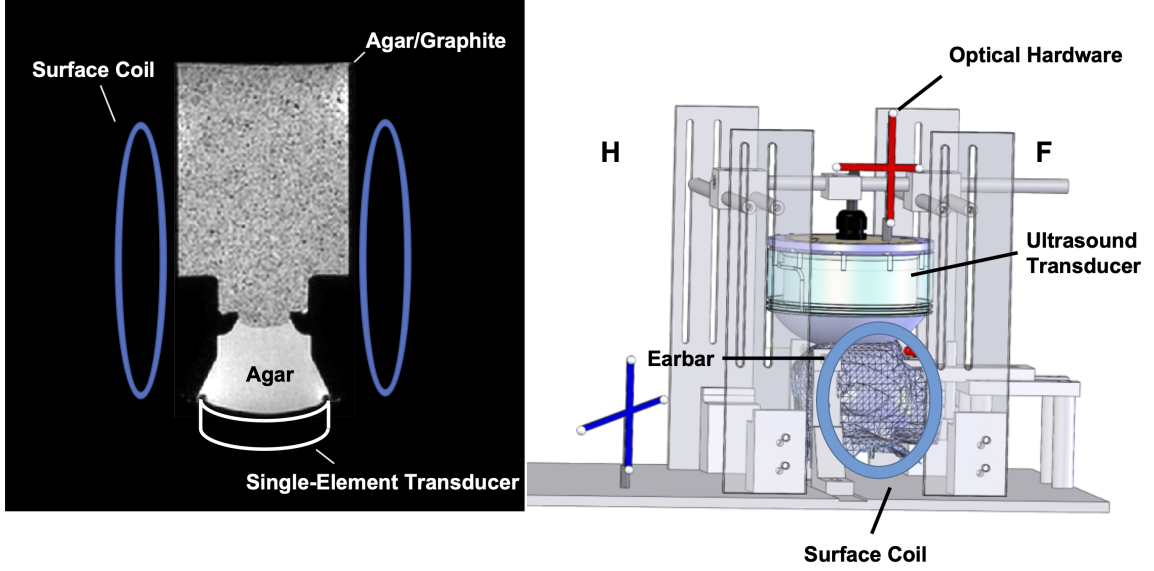 Agar/Graphite
Surface Coil
Agar
Single-Element Transducer
Optical Hardware
H
F
Ultrasound
Transducer
Earbar
Surface Coil